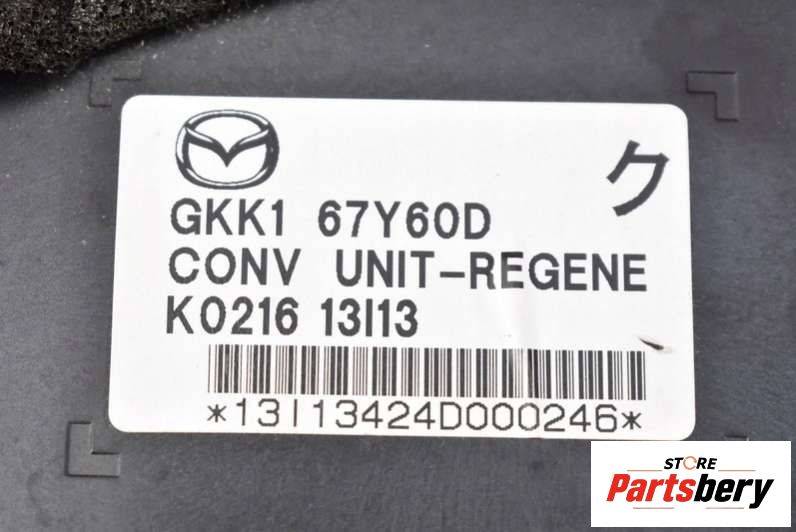 ク
GKK1 67Y60D
CONV UNIT-REGENE
K0216 13I13
*13I13424D000246*
STORE
Partsbery